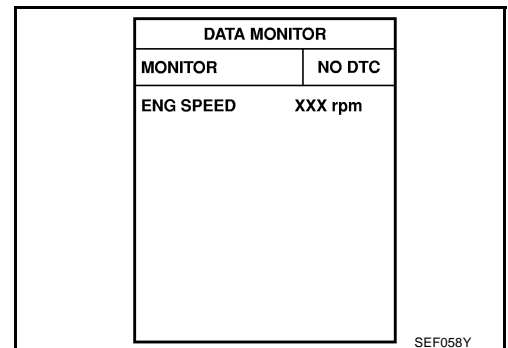 DATA MONITOR
MONITOR NO DTC
ENG SPEED XXX rpm
SEF058Y